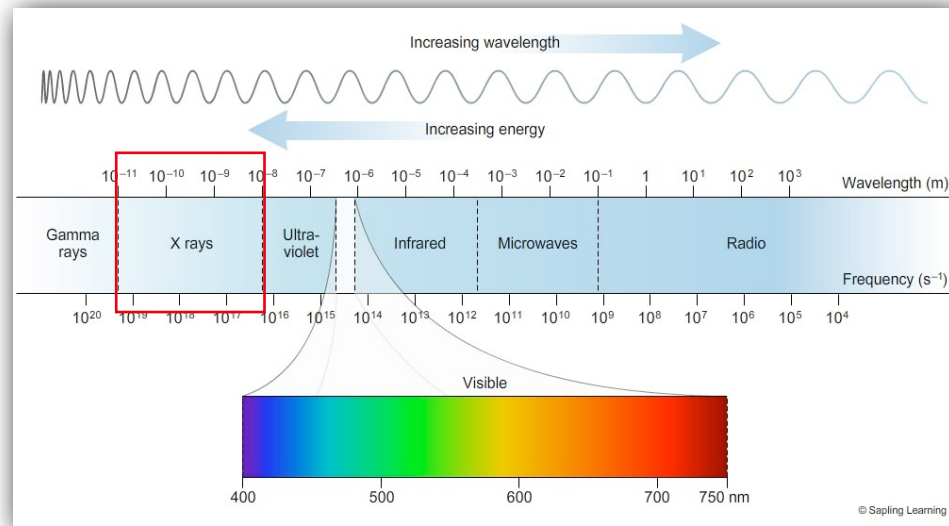 Increasing wavelength
Increasing energy
10⁻¹¹ 10⁻¹⁰ 10⁻⁹ 10⁻⁸ 10⁻⁷ 10⁻⁶ 10⁻⁵ 10⁻⁴ 10⁻³ 10⁻² 10⁻¹ 1 10¹ 10² 10³ Wavelength (m)
Gamma rays X rays Ultra-violet Infrared Microwaves Radio
Frequency (s⁻¹)
10²⁰ 10¹⁹ 10¹⁸ 10¹⁷ 10¹⁶ 10¹⁵ 10¹⁴ 10¹³ 10¹² 10¹¹ 10¹⁰ 10⁹ 10⁸ 10⁷ 10⁶ 10⁵ 10⁴
Visible
400 500 600 700 750 nm
© Sapling Learning